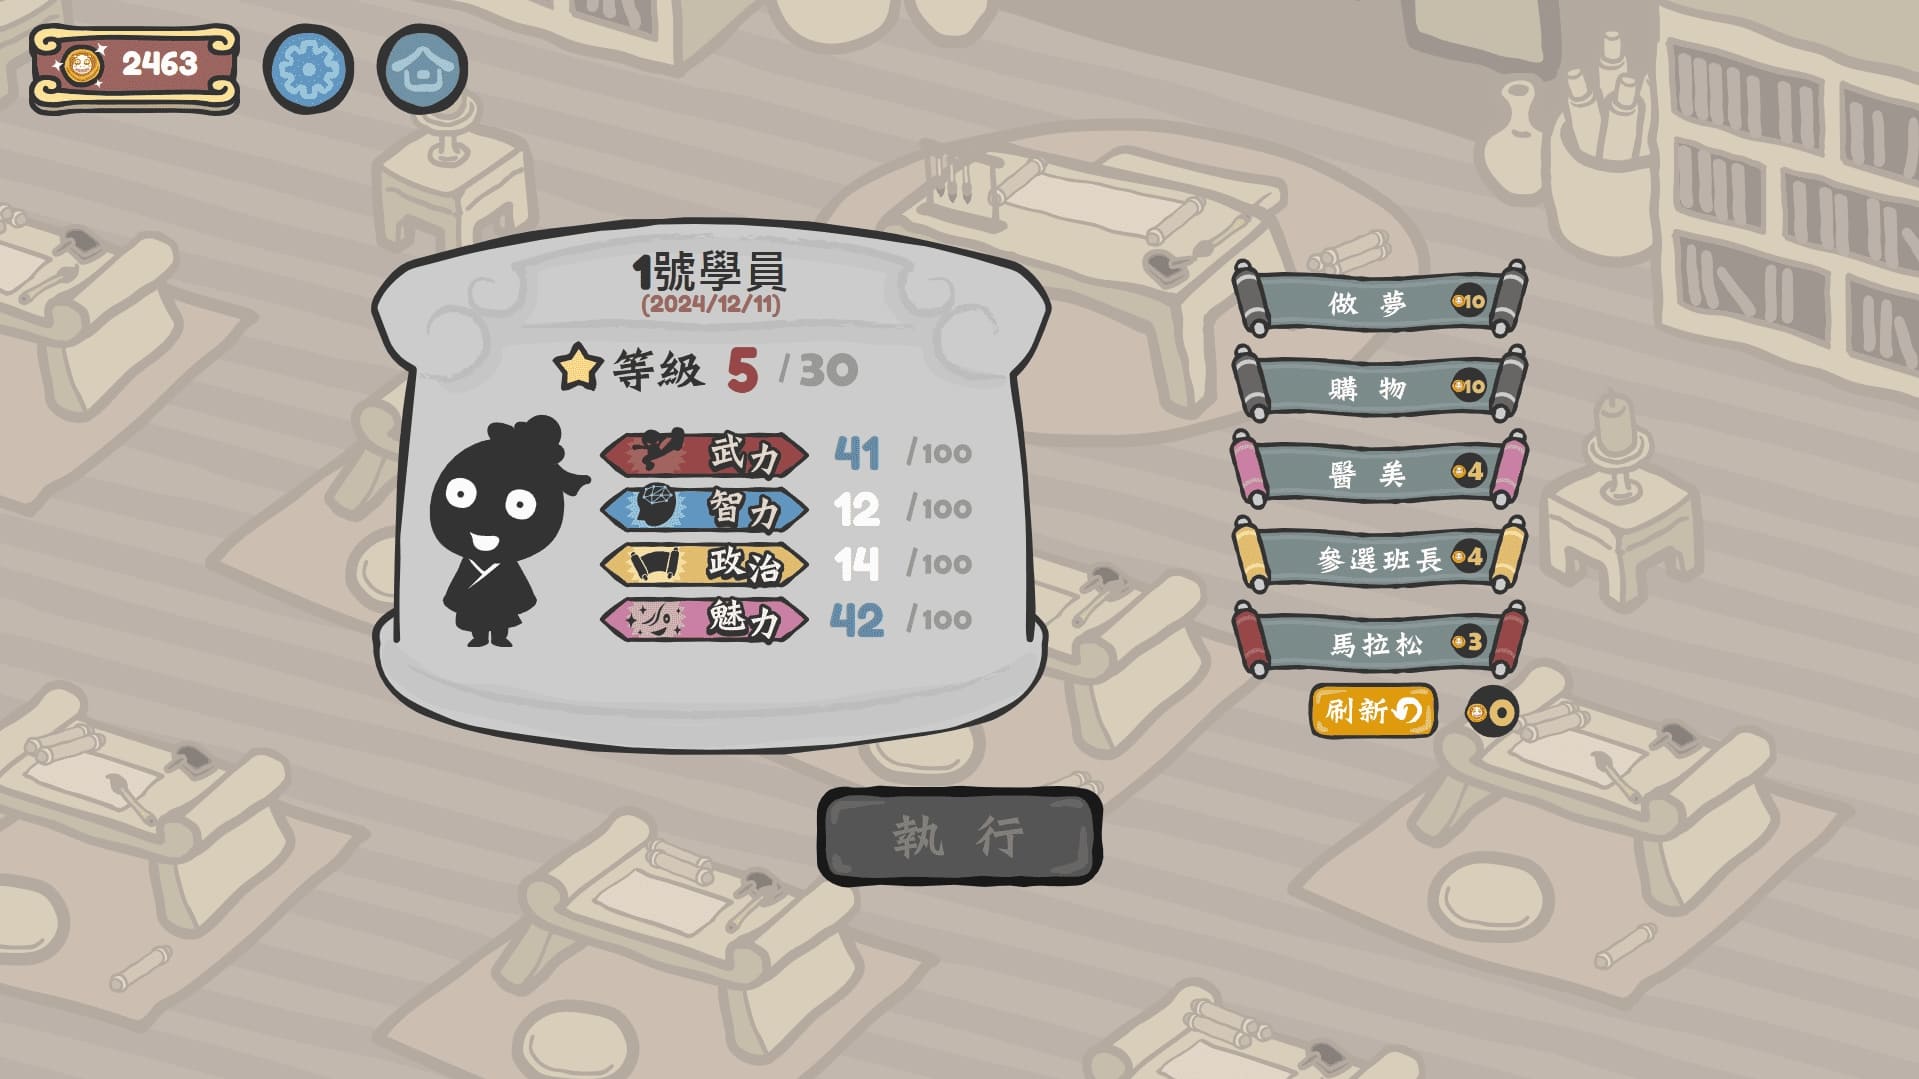 2463
1號學員
(2024/12/11)
等級 5 /30
武力 41 /100
智力 12 /100
政治 14 /100
魅力 42 /100
做夢 10
購物 10
醫美 4
參選班長 4
馬拉松 3
刷新 0
執行